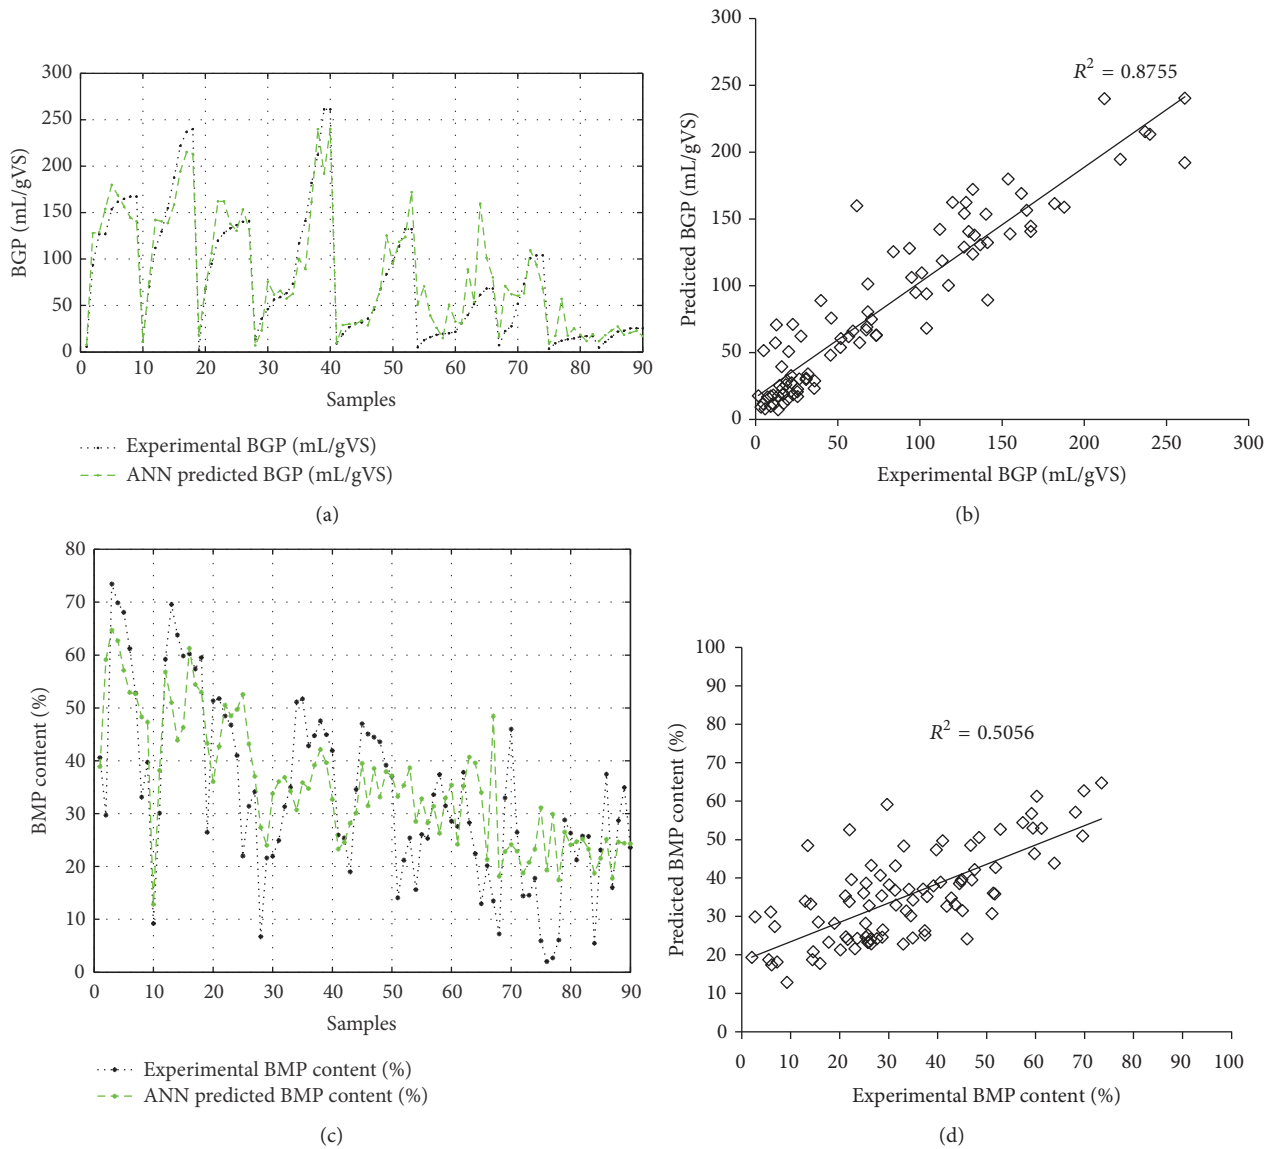 300
250
200
150
100
50
0
BGP (mL/gVS)
0 10 20 30 40 50 60 70 80 90
Samples
Experimental BGP (mL/gVS)
ANN predicted BGP (mL/gVS)
(a)
300
250
200
150
100
50
0
Predicted BGP (mL/gVS)
R² = 0.8755
0 50 100 150 200 250 300
Experimental BGP (mL/gVS)
(b)
80
70
60
50
40
30
20
10
0
BMP content (%)
0 10 20 30 40 50 60 70 80 90
Samples
Experimental BMP content (%)
ANN predicted BMP content (%)
(c)
100
90
80
70
60
50
40
30
20
10
0
Predicted BMP content (%)
R² = 0.5056
0 10 20 30 40 50 60 70 80 90 100
Experimental BMP content (%)
(d)